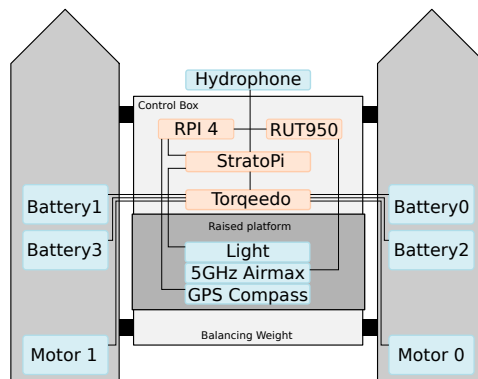 Hydrophone
Control Box
RPI 4
RUT950
StratoPi
Battery1
Torqeedo
Battery0
Raised platform
Battery3
Light
Battery2
5GHz Airmax
GPS Compass
Balancing Weight
Motor 1
Motor 0